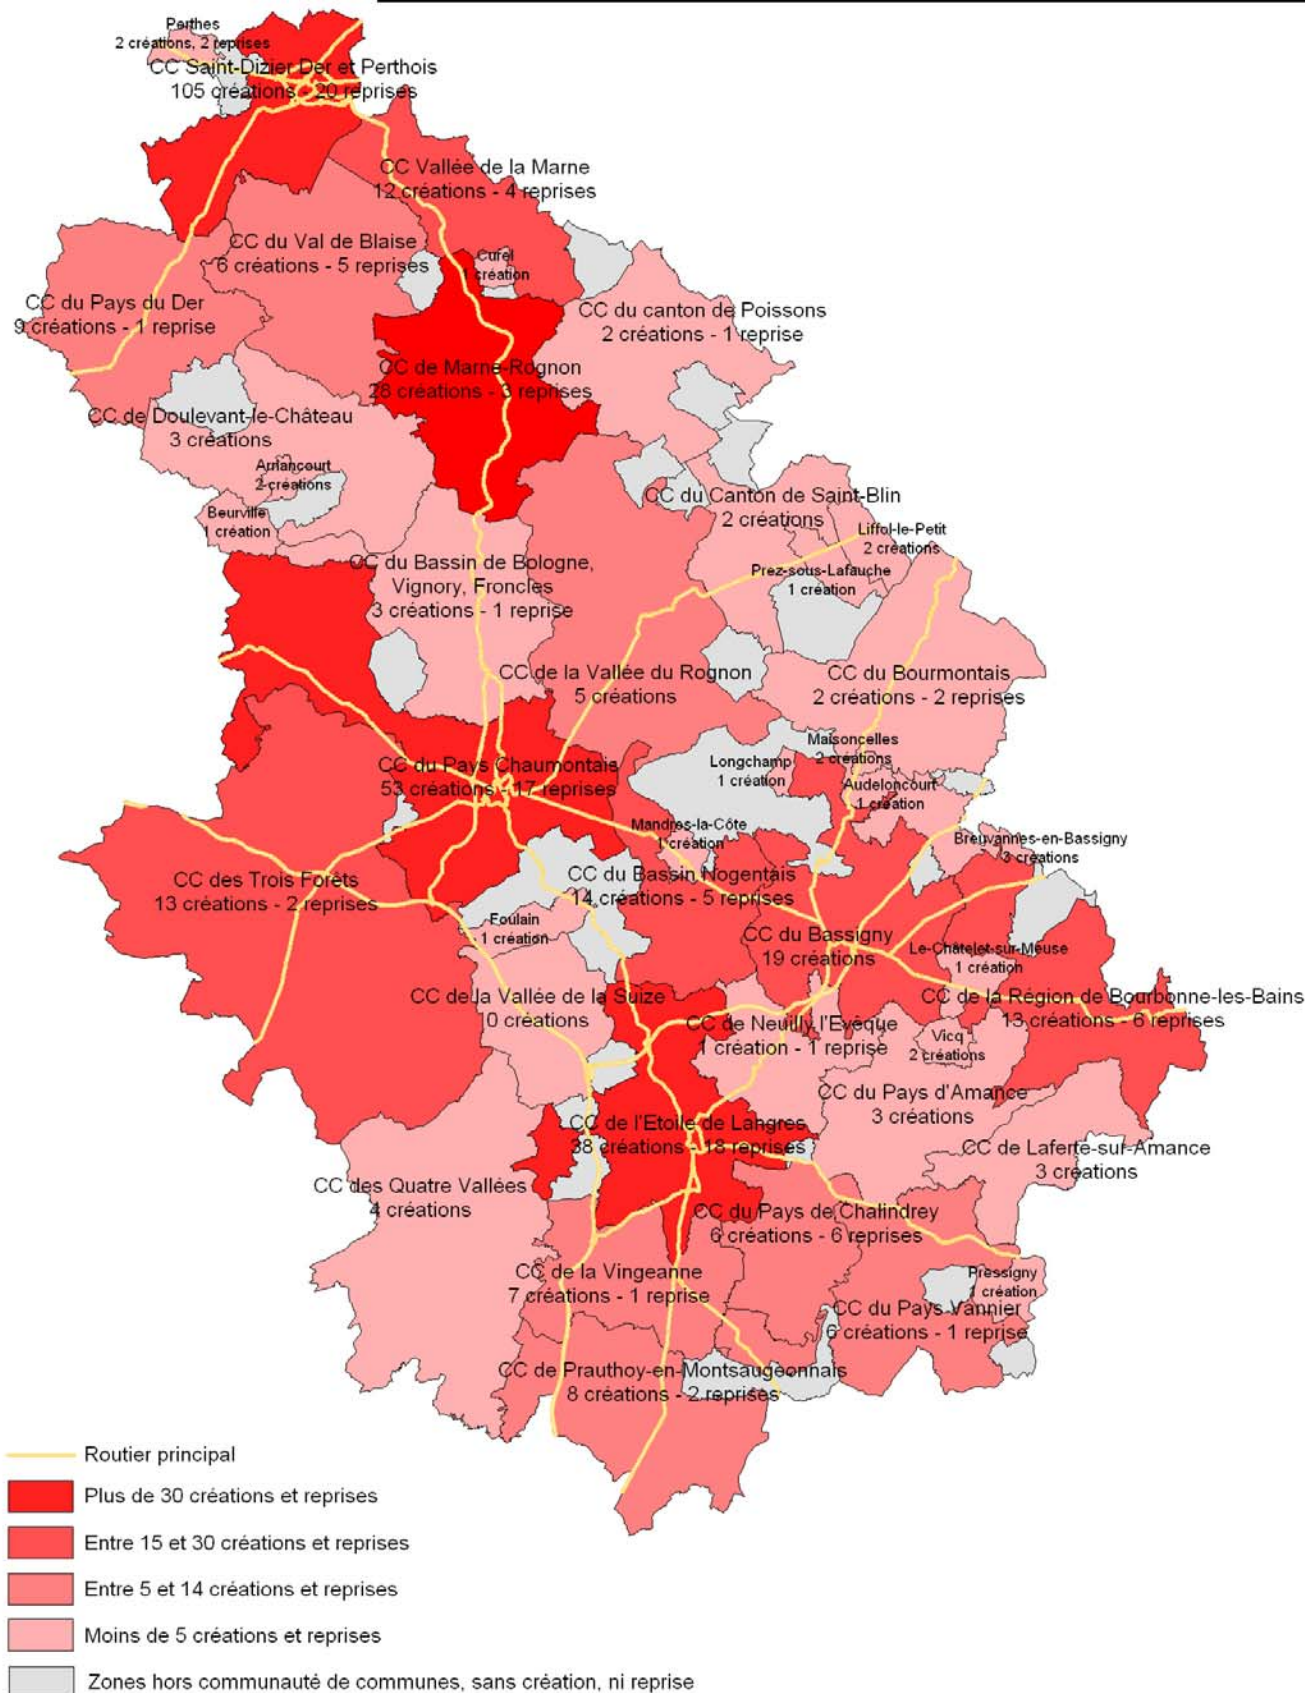 Perthes
2 créations, 2 reprises
CC Saint-Dizier Der et Perthois
105 créations - 20 reprises
CC Vallée de la Marne
12 créations - 4 reprises
CC du Val de Blaise
6 créations - 5 reprises
Curel
1 création
CC du Pays du Der
9 créations - 1 reprise
CC du canton de Poissons
2 créations - 1 reprise
CC de Marne-Rognon
28 créations - 3 reprises
CC de Doulevant-le-Château
3 créations
Arnancourt
2 créations
Beurville
1 création
CC du Canton de Saint-Blin
2 créations
Liffol-le-Petit
2 créations
Prez-sous-Lafauche
1 création
CC du Bassin de Bologne,
Vignory, Froncles
3 créations - 1 reprise
CC de la Vallée du Rognon
5 créations
CC du Bourmontais
2 créations - 2 reprises
Maisoncelles
2 créations
Longchamp
1 création
Audeloncourt
1 création
CC du Pays Chaumontais
53 créations - 17 reprises
Mandres-la-Côte
1 création
Breuvannes-en-Bassigny
3 créations
CC des Trois Forêts
13 créations - 2 reprises
CC du Bassin Nogentais
14 créations - 5 reprises
Foulain
1 création
CC du Bassigny
19 créations
Le-Châtelet-sur-Meuse
1 création
CC de la Vallée de la Suize
0 créations
CC de la Région de Bourbonne-les-Bains
13 créations - 6 reprises
CC de Neuilly l'Evêque
1 création - 1 reprise
Vicq
2 créations
CC du Pays d'Amance
3 créations
CC de l'Etoile de Langres
38 créations - 18 reprises
CC de Laferté-sur-Amance
3 créations
CC des Quatre Vallées
4 créations
CC du Pays de Chalindrey
6 créations - 6 reprises
CC de la Vingeanne
7 créations - 1 reprise
Pressigny
1 création
CC du Pays Vannier
6 créations - 1 reprise
CC de Prauthoy-en-Montsaugeonnais
8 créations - 2 reprises
Routier principal
Plus de 30 créations et reprises
Entre 15 et 30 créations et reprises
Entre 5 et 14 créations et reprises
Moins de 5 créations et reprises
Zones hors communauté de communes, sans création, ni reprise